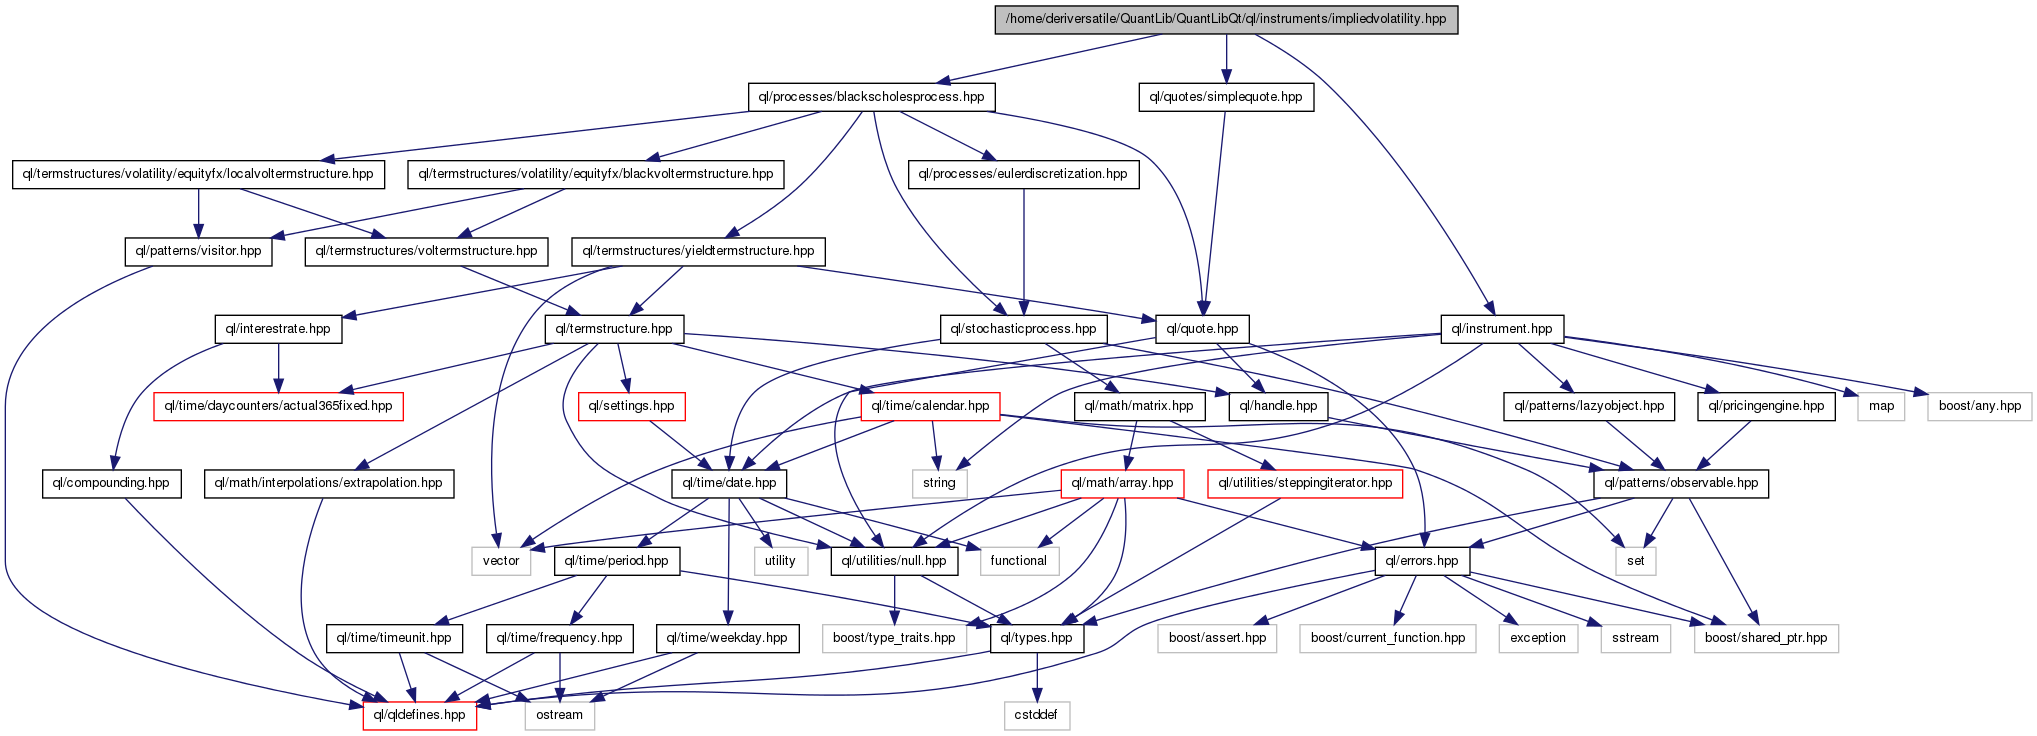 /home/deriversatile/QuantLib/QuantLibQt/ql/instruments/impliedvolatility.hpp
ql/processes/blackscholesprocess.hpp
ql/quotes/simplequote.hpp
ql/termstructures/volatility/equityfx/localvoltermstructure.hpp
ql/termstructures/volatility/equityfx/blackvoltermstructure.hpp
ql/processes/eulerdiscretization.hpp
ql/patterns/visitor.hpp
ql/termstructures/voltermstructure.hpp
ql/termstructures/yieldtermstructure.hpp
ql/interestrate.hpp
ql/termstructure.hpp
ql/stochasticprocess.hpp
ql/quote.hpp
ql/instrument.hpp
ql/time/daycounters/actual365fixed.hpp
ql/settings.hpp
ql/time/calendar.hpp
ql/math/matrix.hpp
ql/handle.hpp
ql/patterns/lazyobject.hpp
ql/pricingengine.hpp
map
boost/any.hpp
ql/compounding.hpp
ql/math/interpolations/extrapolation.hpp
ql/time/date.hpp
string
ql/math/array.hpp
ql/utilities/steppingiterator.hpp
ql/patterns/observable.hpp
vector
ql/time/period.hpp
utility
ql/utilities/null.hpp
functional
ql/errors.hpp
set
ql/time/timeunit.hpp
ql/time/frequency.hpp
ql/time/weekday.hpp
boost/type_traits.hpp
ql/types.hpp
boost/assert.hpp
boost/current_function.hpp
exception
sstream
boost/shared_ptr.hpp
ql/qldefines.hpp
ostream
cstddef